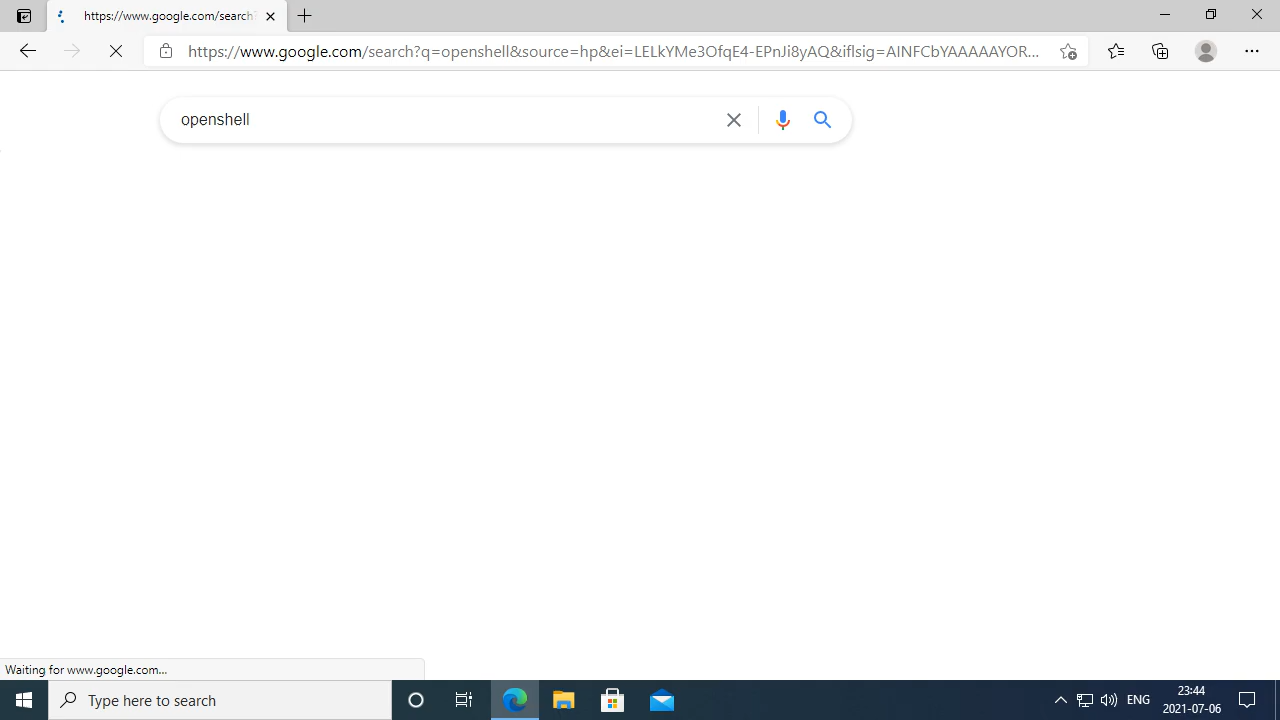 https://www.google.com/search?
https://www.google.com/search?q=openshell&source=hp&ei=LELkYMe3OfqE4-EPnJi8yAQ&iflsig=AINFCbYAAAAAYOR...
openshell
Waiting for www.google.com...
Type here to search
ENG
23:44
2021-07-06